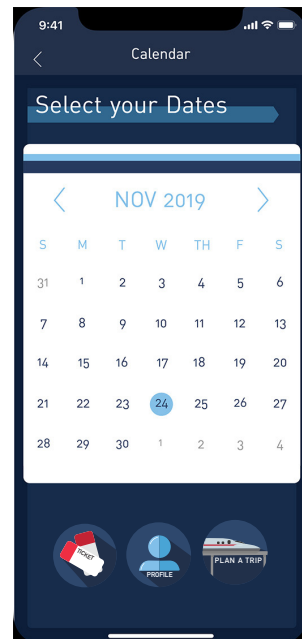 9:41
Calendar
Select your Dates
NOV 2019
S M T W TH F S
31 1 2 3 4 5 6
7 8 9 10 11 12 13
14 15 16 17 18 19 20
21 22 23 24 25 26 27
28 29 30 1 2 3 4
TICKET
PROFILE
PLAN A TRIP